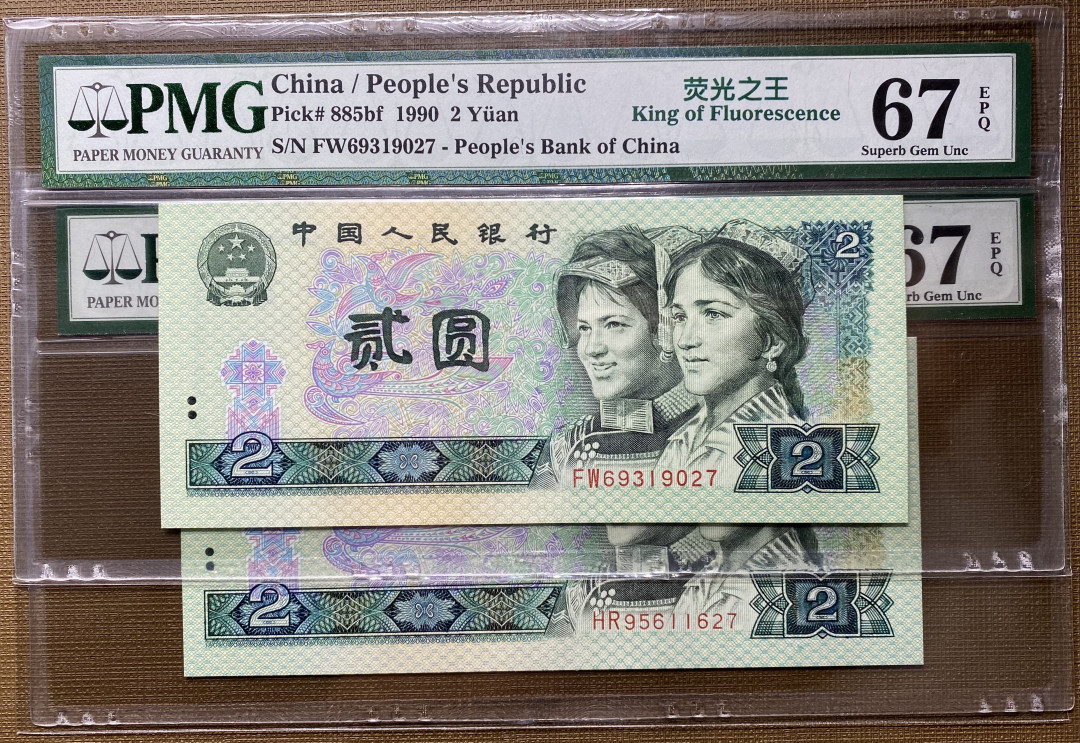 China / People's Republic
荧光之王
PMG
Pick# 885bf 1990 2 Yüan
King of Fluorescence
67
EPQ
PAPER MONEY GUARANTY
S/N FW69319027 - People's Bank of China
Superb Gem Unc
中国人民银行
2
67
EPQ
PAPER
Gem Unc
贰圆
2
FW69319027
2
2
HR95611627
2